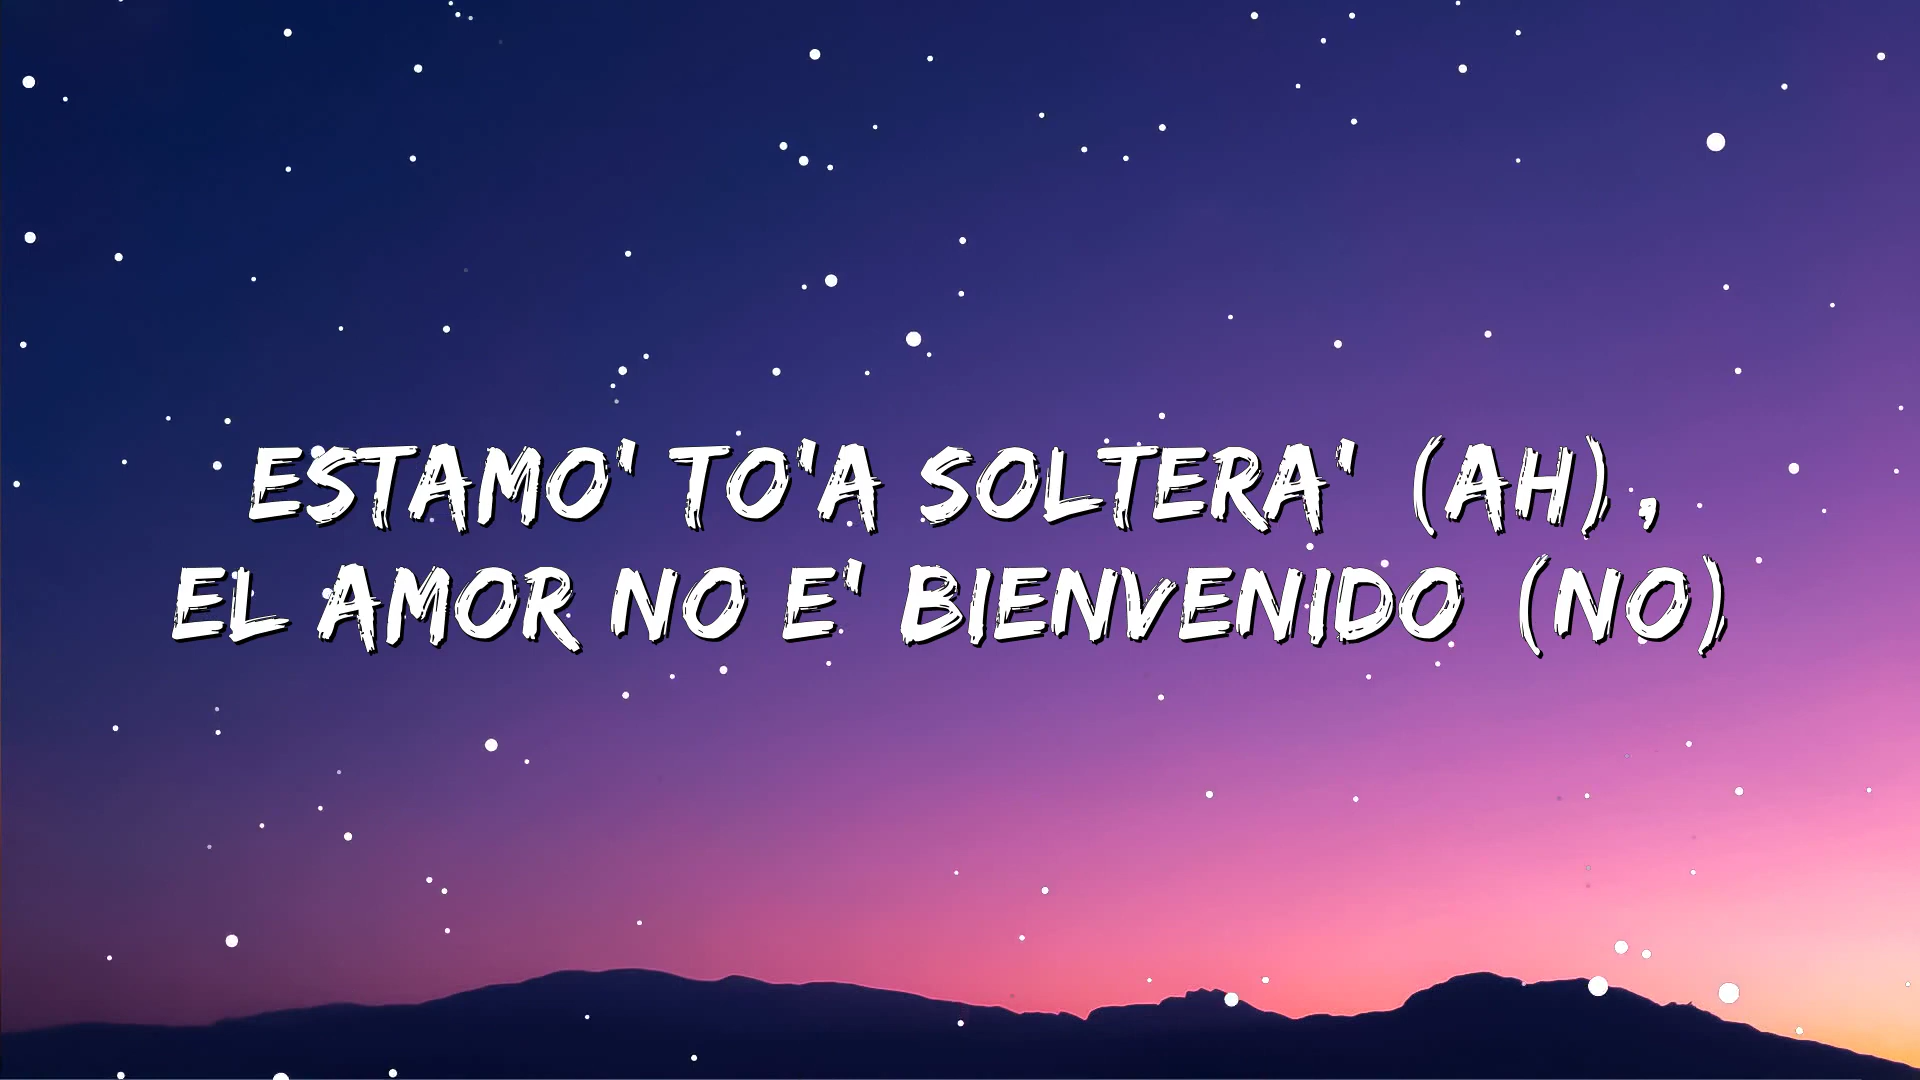 ESTAMO' TO'A SOLTERA' (AH) ,
EL AMOR NO E' BIENVENIDO (NO)